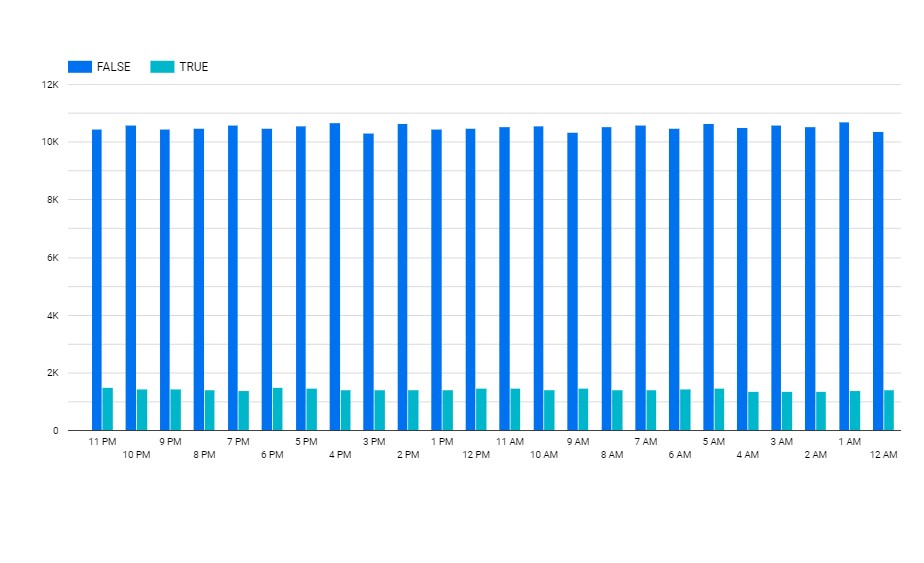 FALSE TRUE
12K
10K
8K
6K
4K
2K
0
11 PM 9 PM 7 PM 5 PM 3 PM 1 PM 11 AM 9 AM 7 AM 5 AM 3 AM 1 AM
10 PM 8 PM 6 PM 4 PM 2 PM 12 PM 10 AM 8 AM 6 AM 4 AM 2 AM 12 AM